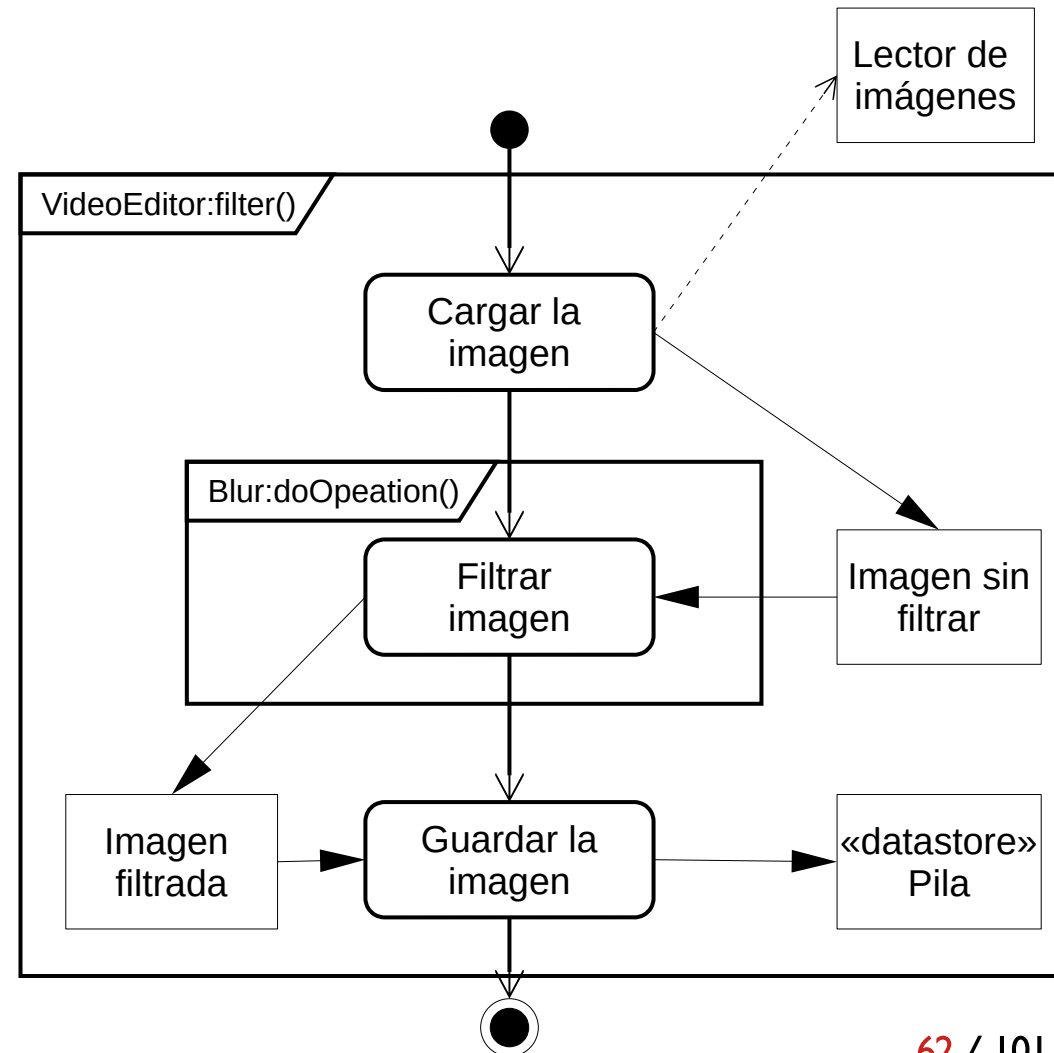 Lector de
imágenes
VideoEditor:filter()
Cargar la
imagen
Blur:doOpeation()
Filtrar
imagen
Imagen sin
filtrar
Imagen
filtrada
Guardar la
imagen
«datastore»
Pila
62 / 101